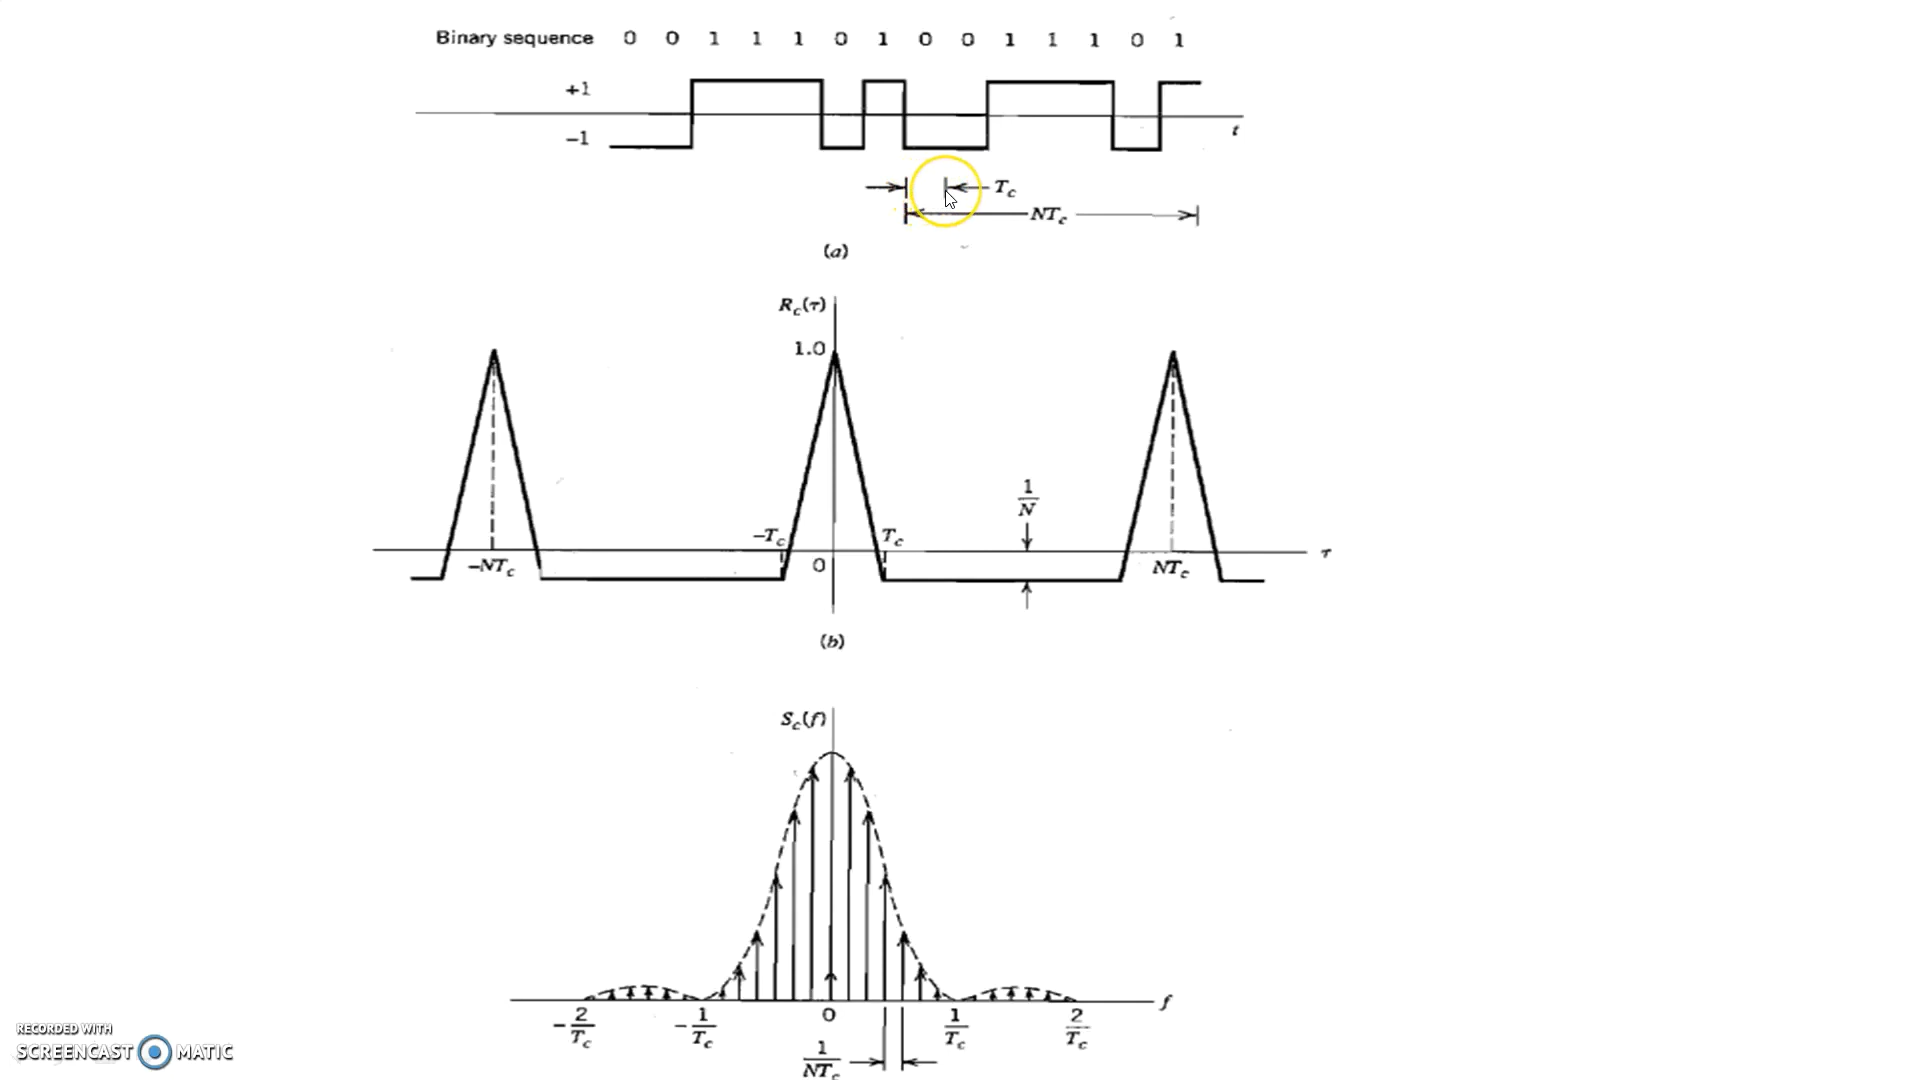 Binary sequence 0 0 1 1 1 0 1 0 0 1 1 1 0 1
+1
−1
t
T_c
NT_c
(a)
R_c(τ)
1.0
1/N
−T_c
T_c
0
−NT_c
NT_c
τ
(b)
S_c(f)
f
−2/T_c
−1/T_c
0
1/T_c
2/T_c
1/NT_c
RECORDED WITH
SCREENCAST MATIC